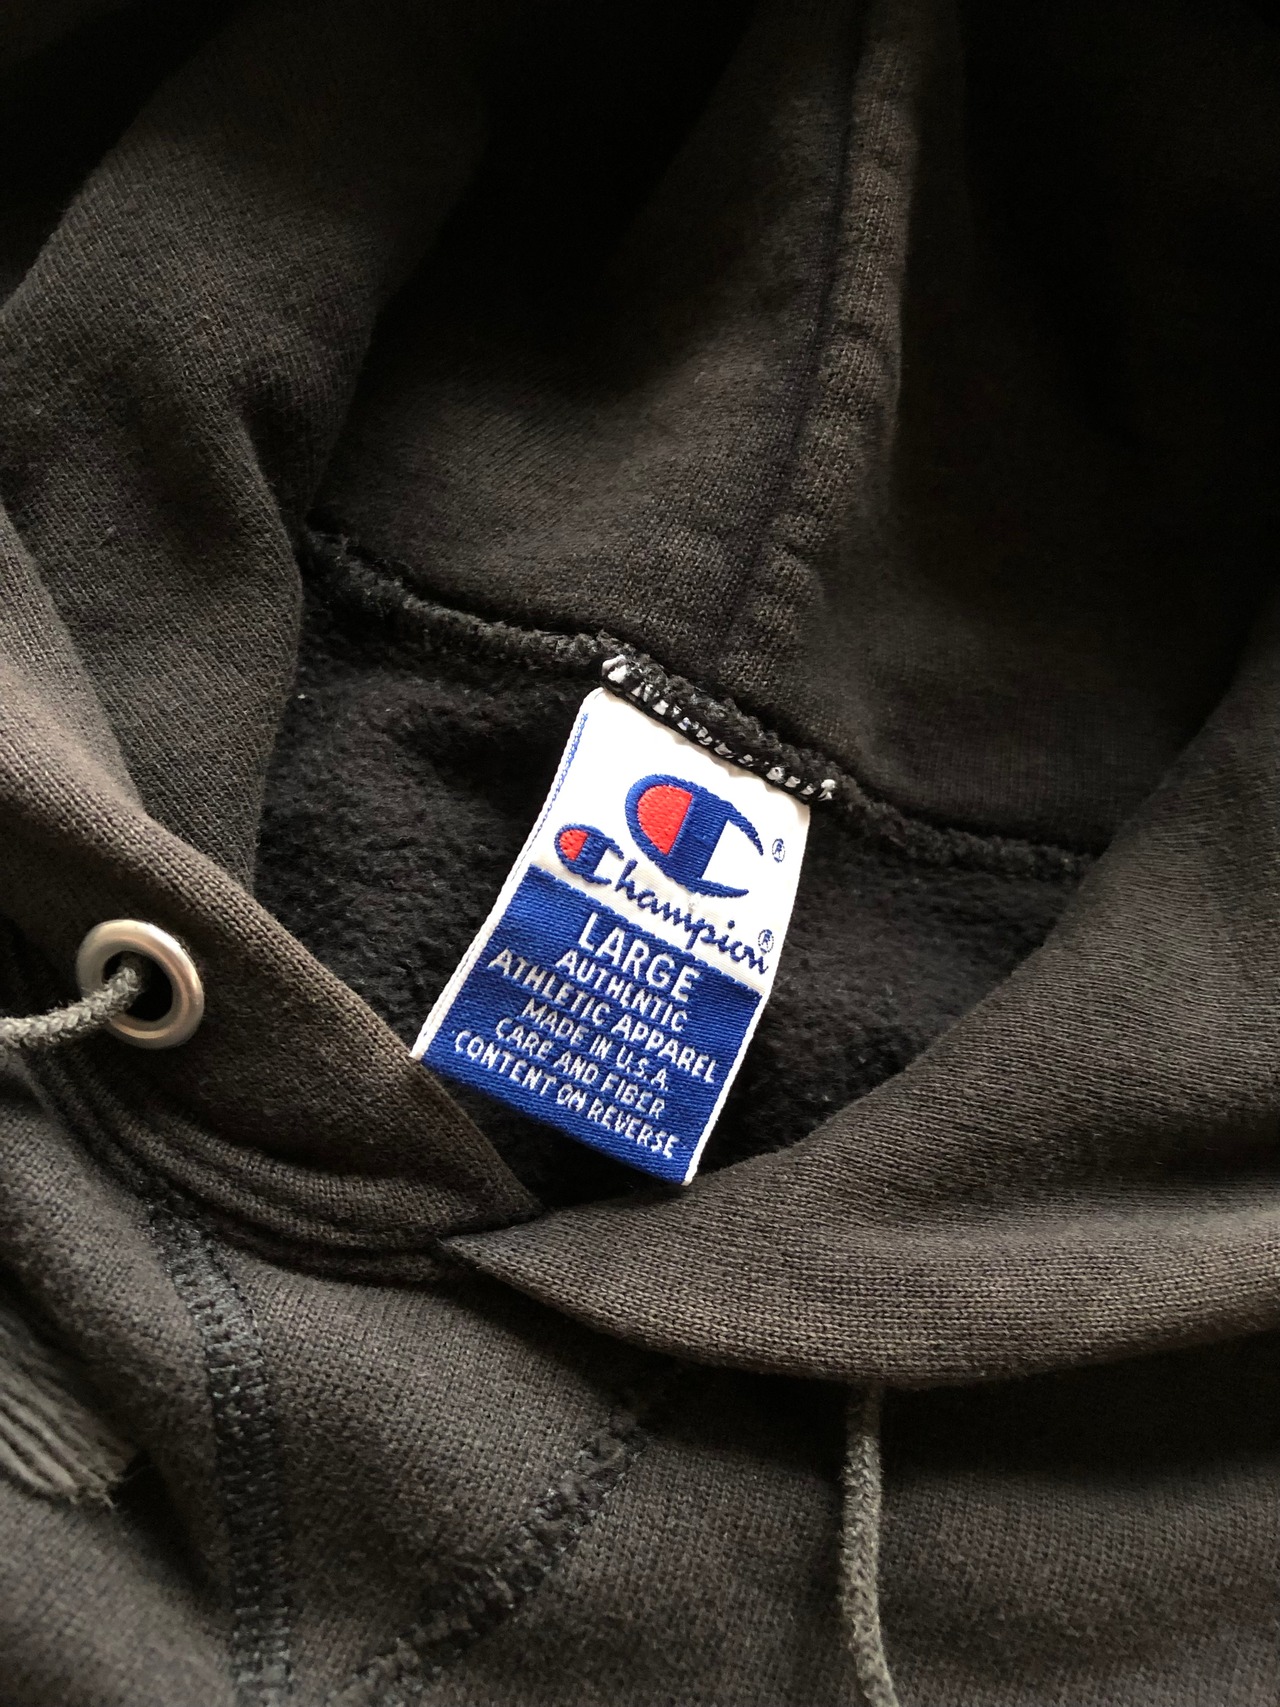 Champion
LARGE
AUTHENTIC
ATHLETIC APPAREL
MADE IN U.S.A.
CARE AND FIBER
CONTENT ON REVERSE